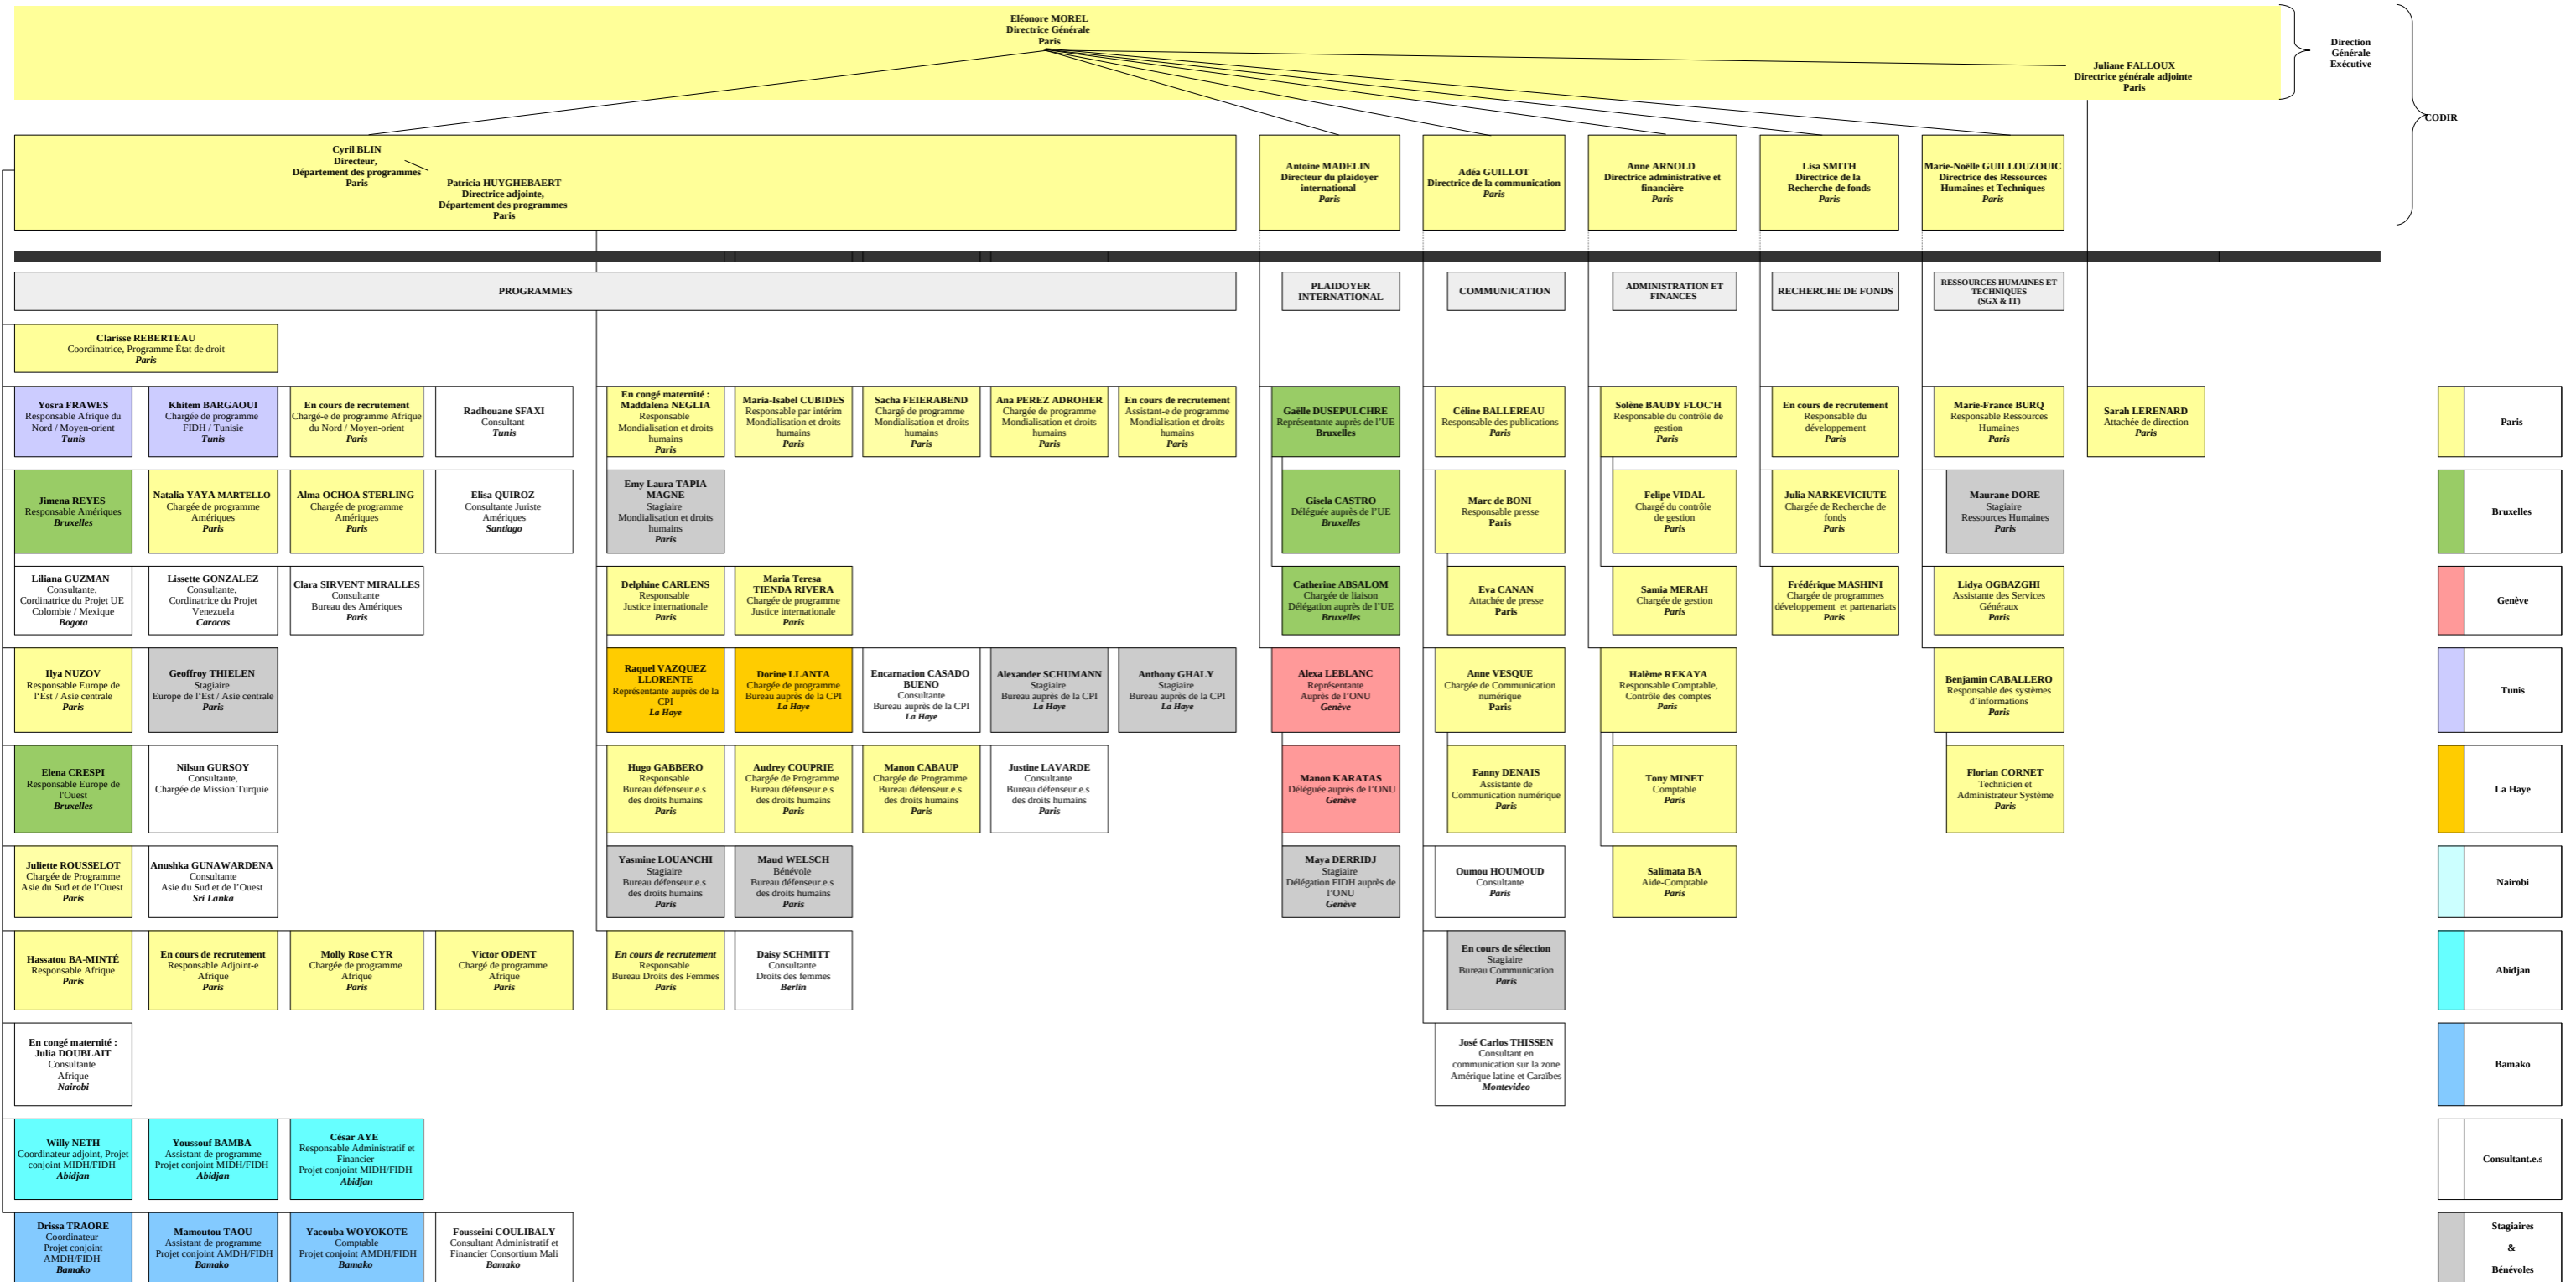 Eléonore MOREL
Directrice Générale
Paris
Juliane FALLOUX
Directrice générale adjointe
Paris
Direction
Générale
Exécutive
CODIR
Cyril BLIN
Directeur,
Département des programmes
Paris
Patricia HUYGHEBAERT
Directrice adjointe,
Département des programmes
Paris
Antoine MADELIN
Directeur du plaidoyer
international
Paris
Adéa GUILLOT
Directrice de la communication
Paris
Anne ARNOLD
Directrice administrative et
financière
Paris
Lisa SMITH
Directrice de la
Recherche de fonds
Paris
Marie-Noëlle GUILLOUZOUIC
Directrice des Ressources
Humaines et Techniques
Paris
PROGRAMMES
PLAIDOYER
INTERNATIONAL
COMMUNICATION
ADMINISTRATION ET
FINANCES
RECHERCHE DE FONDS
RESSOURCES HUMAINES ET
TECHNIQUES
(SGX & IT)
Clarisse REBERTEAU
Coordinatrice, Programme État de droit
Paris
Yosra FRAWES
Responsable Afrique du
Nord / Moyen-orient
Tunis
Khitem BARGAOUI
Chargée de programme
FIDH / Tunisie
Tunis
En cours de recrutement
Chargé-e de programme Afrique
du Nord / Moyen-orient
Paris
Radhouane SFAXI
Consultant
Tunis
En congé maternité :
Maddalena NEGLIA
Responsable
Mondialisation et droits
humains
Paris
Maria-Isabel CUBIDES
Responsable par intérim
Mondialisation et droits
humains
Paris
Sacha FEIERABEND
Chargé de programme
Mondialisation et droits
humains
Paris
Ana PEREZ ADROHER
Chargée de programme
Mondialisation et droits
humains
Paris
En cours de recrutement
Assistant-e de programme
Mondialisation et droits
humains
Paris
Gaëlle DUSEPULCHRE
Représentante auprès de l'UE
Bruxelles
Céline BALLEREAU
Responsable des publications
Paris
Solène BAUDY FLOC'H
Responsable du contrôle de
gestion
Paris
En cours de recrutement
Responsable du
développement
Paris
Marie-France BURQ
Responsable Ressources
Humaines
Paris
Sarah LERENARD
Attachée de direction
Paris
Paris
Jimena REYES
Responsable Amériques
Bruxelles
Natalia YAYA MARTELLO
Chargée de programme
Amériques
Paris
Alma OCHOA STERLING
Chargée de programme
Amériques
Paris
Elisa QUIROZ
Consultante Juriste
Amériques
Santiago
Emy Laura TAPIA
MAGNE
Stagiaire
Mondialisation et droits
humains
Paris
Gisela CASTRO
Déléguée auprès de l'UE
Bruxelles
Marc de BONI
Responsable presse
Paris
Felipe VIDAL
Chargé du contrôle
de gestion
Paris
Julia NARKEVICIUTE
Chargée de Recherche de
fonds
Paris
Maurane DORE
Stagiaire
Ressources Humaines
Paris
Bruxelles
Liliana GUZMAN
Consultante,
Cordinatrice du Projet UE
Colombie / Mexique
Bogota
Lissette GONZALEZ
Consultante,
Cordinatrice du Projet
Venezuela
Caracas
Clara SIRVENT MIRALLES
Consultante
Bureau des Amériques
Paris
Delphine CARLENS
Responsable
Justice internationale
Paris
Maria Teresa
TIENDA RIVERA
Chargée de programme
Justice internationale
Paris
Catherine ABSALOM
Chargée de liaison
Délégation auprès de l'UE
Bruxelles
Eva CANAN
Attachée de presse
Paris
Samia MERAH
Chargée de gestion
Paris
Frédérique MASHINI
Chargée de programmes
développement et partenariats
Paris
Lidya OGBAZGHI
Assistante des Services
Généraux
Paris
Genève
Ilya NUZOV
Responsable Europe de
l'Est / Asie centrale
Paris
Geoffroy THIELEN
Stagiaire
Europe de l'Est / Asie centrale
Paris
Raquel VAZQUEZ
LLORENTE
Représentante auprès de la
CPI
La Haye
Dorine LLANTA
Chargée de programme
Bureau auprès de la CPI
La Haye
Encarnacion CASADO
BUENO
Consultante
Bureau auprès de la CPI
La Haye
Alexander SCHUMANN
Stagiaire
Bureau auprès de la CPI
La Haye
Anthony GHALY
Stagiaire
Bureau auprès de la CPI
La Haye
Alexa LEBLANC
Représentante
Auprès de l'ONU
Genève
Anne VESQUE
Chargée de Communication
numérique
Paris
Halème REKAYA
Responsable Comptable,
Contrôle des comptes
Paris
Benjamin CABALLERO
Responsable des systèmes
d'informations
Paris
Tunis
Elena CRESPI
Responsable Europe de
l'Ouest
Bruxelles
Nilsun GURSOY
Consultante,
Chargée de Mission Turquie
Hugo GABBERO
Responsable
Bureau défenseur.e.s
des droits humains
Paris
Audrey COUPRIE
Chargée de Programme
Bureau défenseur.e.s
des droits humains
Paris
Manon CABAUP
Chargée de Programme
Bureau défenseur.e.s
des droits humains
Paris
Justine LAVARDE
Consultante
Bureau défenseur.e.s
des droits humains
Paris
Manon KARATAS
Déléguée auprès de l'ONU
Genève
Fanny DENAIS
Assistante de
Communication numérique
Paris
Tony MINET
Comptable
Paris
Florian CORNET
Technicien et
Administrateur Système
Paris
La Haye
Juliette ROUSSELOT
Chargée de Programme
Asie du Sud et de l'Ouest
Paris
Anushka GUNAWARDENA
Consultante
Asie du Sud et de l'Ouest
Sri Lanka
Yasmine LOUANCHI
Stagiaire
Bureau défenseur.e.s
des droits humains
Paris
Maud WELSCH
Bénévole
Bureau défenseur.e.s
des droits humains
Paris
Maya DERRIDJ
Stagiaire
Délégation FIDH auprès de
l'ONU
Genève
Oumou HOUMOUD
Consultante
Paris
Salimata BA
Aide-Comptable
Paris
Nairobi
Hassatou BA-MINTÉ
Responsable Afrique
Paris
En cours de recrutement
Responsable Adjoint-e
Afrique
Paris
Molly Rose CYR
Chargée de programme
Afrique
Paris
Victor ODENT
Chargé de programme
Afrique
Paris
En cours de recrutement
Responsable
Bureau Droits des Femmes
Paris
Daisy SCHMITT
Consultante
Droits des femmes
Berlin
En cours de sélection
Stagiaire
Bureau Communication
Paris
Abidjan
En congé maternité :
Julia DOUBLAIT
Consultante
Afrique
Nairobi
José Carlos THISSEN
Consultant en
communication sur la zone
Amérique latine et Caraïbes
Montevideo
Bamako
Willy NETH
Coordinateur adjoint, Projet
conjoint MIDH/FIDH
Abidjan
Youssouf BAMBA
Assistant de programme
Projet conjoint MIDH/FIDH
Abidjan
César AYE
Responsable Administratif et
Financier
Projet conjoint MIDH/FIDH
Abidjan
Consultant.e.s
Drissa TRAORE
Coordinateur
Projet conjoint
AMDH/FIDH
Bamako
Mamoutou TAOU
Assistant de programme
Projet conjoint AMDH/FIDH
Bamako
Yacouba WOYOKOTE
Comptable
Projet conjoint AMDH/FIDH
Bamako
Fousseini COULIBALY
Consultant Administratif et
Financier Consortium Mali
Bamako
Stagiaires
&
Bénévoles